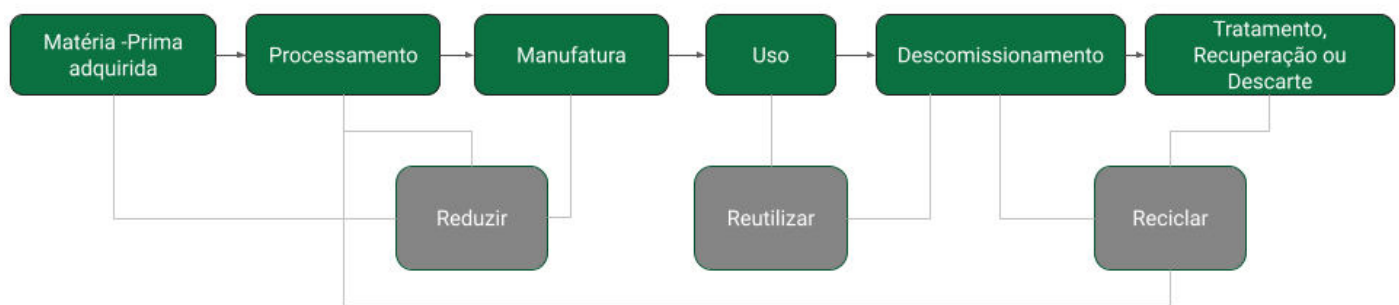 Matéria -Prima
adquirida
Processamento
Manufatura
Uso
Descomissionamento
Tratamento,
Recuperação ou
Descarte
Reduzir
Reutilizar
Reciclar